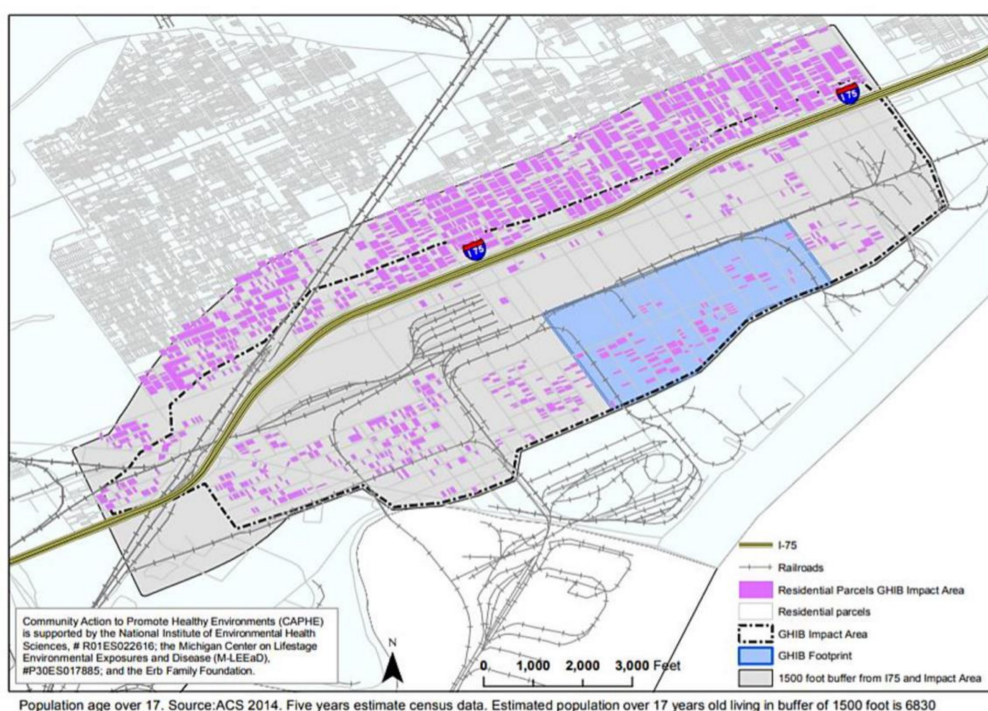 I 75
I 75
I-75
Railroads
Residential Parcels GHIB Impact Area
Residential parcels
GHIB Impact Area
GHIB Footprint
1500 foot buffer from I75 and Impact Area
Community Action to Promote Healthy Environments (CAPHE)
is supported by the National Institute of Environmental Health
Sciences, # R01ES022616; the Michigan Center on Lifestage
Environmental Exposures and Disease (M-LEEaD),
#P30ES017885; and the Erb Family Foundation.
N
0 1,000 2,000 3,000 Feet
Population age over 17. Source:ACS 2014. Five years estimate census data. Estimated population over 17 years old living in buffer of 1500 foot is 6830